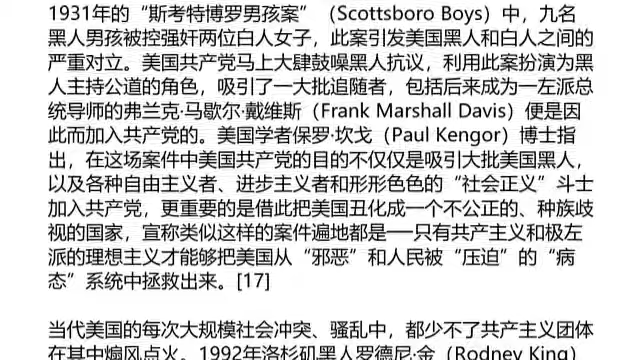 1931年的“斯考特博罗男孩案”（Scottsboro Boys）中，九名
黑人男孩被控强奸两位白人女子，此案引发美国黑人和白人之间的
严重对立。美国共产党马上大肆鼓噪黑人抗议，利用此案扮演为黑
人主持公道的角色，吸引了一大批追随者，包括后来成为一左派总
统导师的弗兰克·马歇尔·戴维斯（Frank Marshall Davis）便是因
此而加入共产党的。美国学者保罗·坎戈（Paul Kengor）博士指
出，在这场案件中美国共产党的目的不仅仅是吸引大批美国黑人，
以及各种自由主义者、进步主义者和形形色色的“社会正义”斗士
加入共产党，更重要的是借此把美国丑化成一个不公正的、种族歧
视的国家，宣称类似这样的案件遍地都是──只有共产主义和极左
派的理想主义才能够把美国从“邪恶”和人民被“压迫”的“病
态”系统中拯救出来。[17]
当代美国的每次大规模社会冲突、骚乱中，都少不了共产主义团体
在其中煽风点火。1992年洛杉矶黑人罗德尼·金（Rodney King）